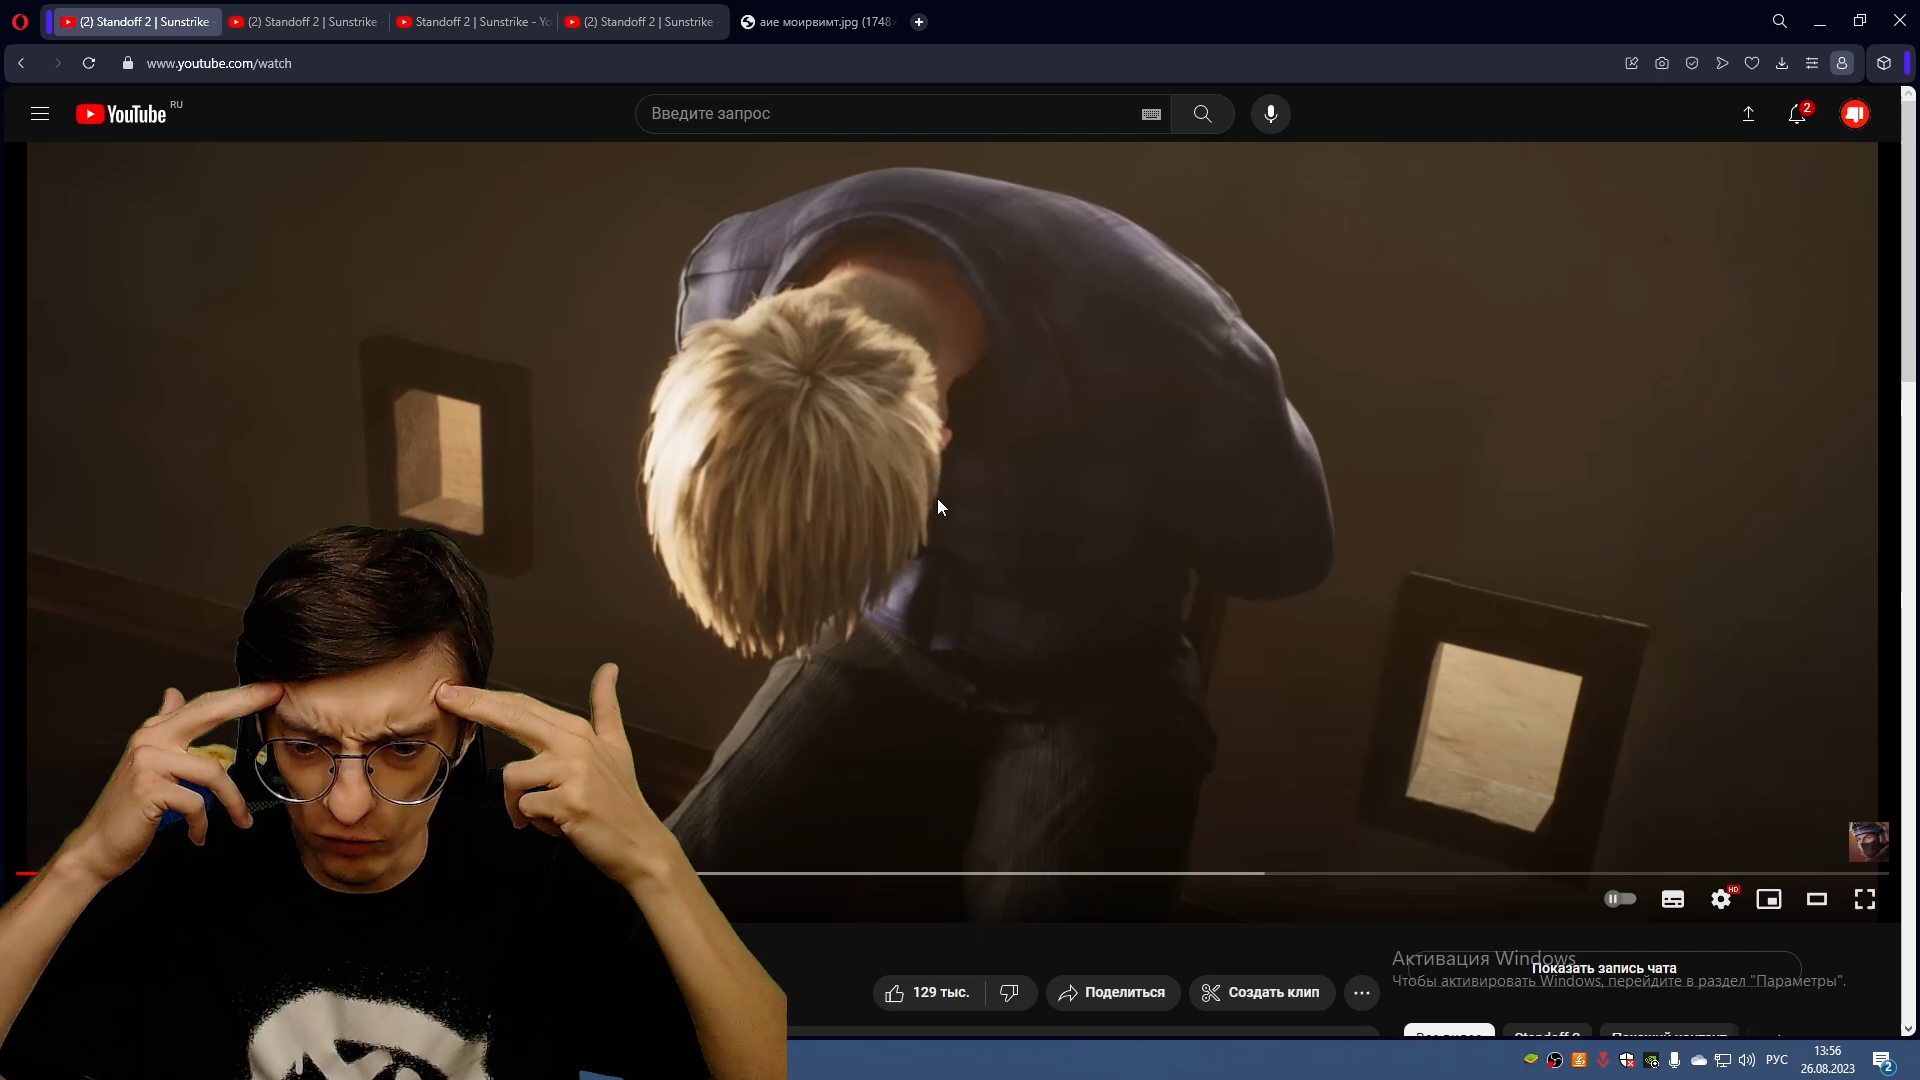 (2) Standoff 2 | Sunstrike -
(2) Standoff 2 | Sunstrike
Standoff 2 | Sunstrike - Yo
(2) Standoff 2 | Sunstrike
аие моирвимт.jpg (1748
www.youtube.com/watch
YouTube RU
Введите запрос
2
HD
129 тыс.
Поделиться
Создать клип
Активация Windows
Показать запись чата
Чтобы активировать Windows, перейдите в раздел "Параметры".
РУС
13:56
26.08.2023
2